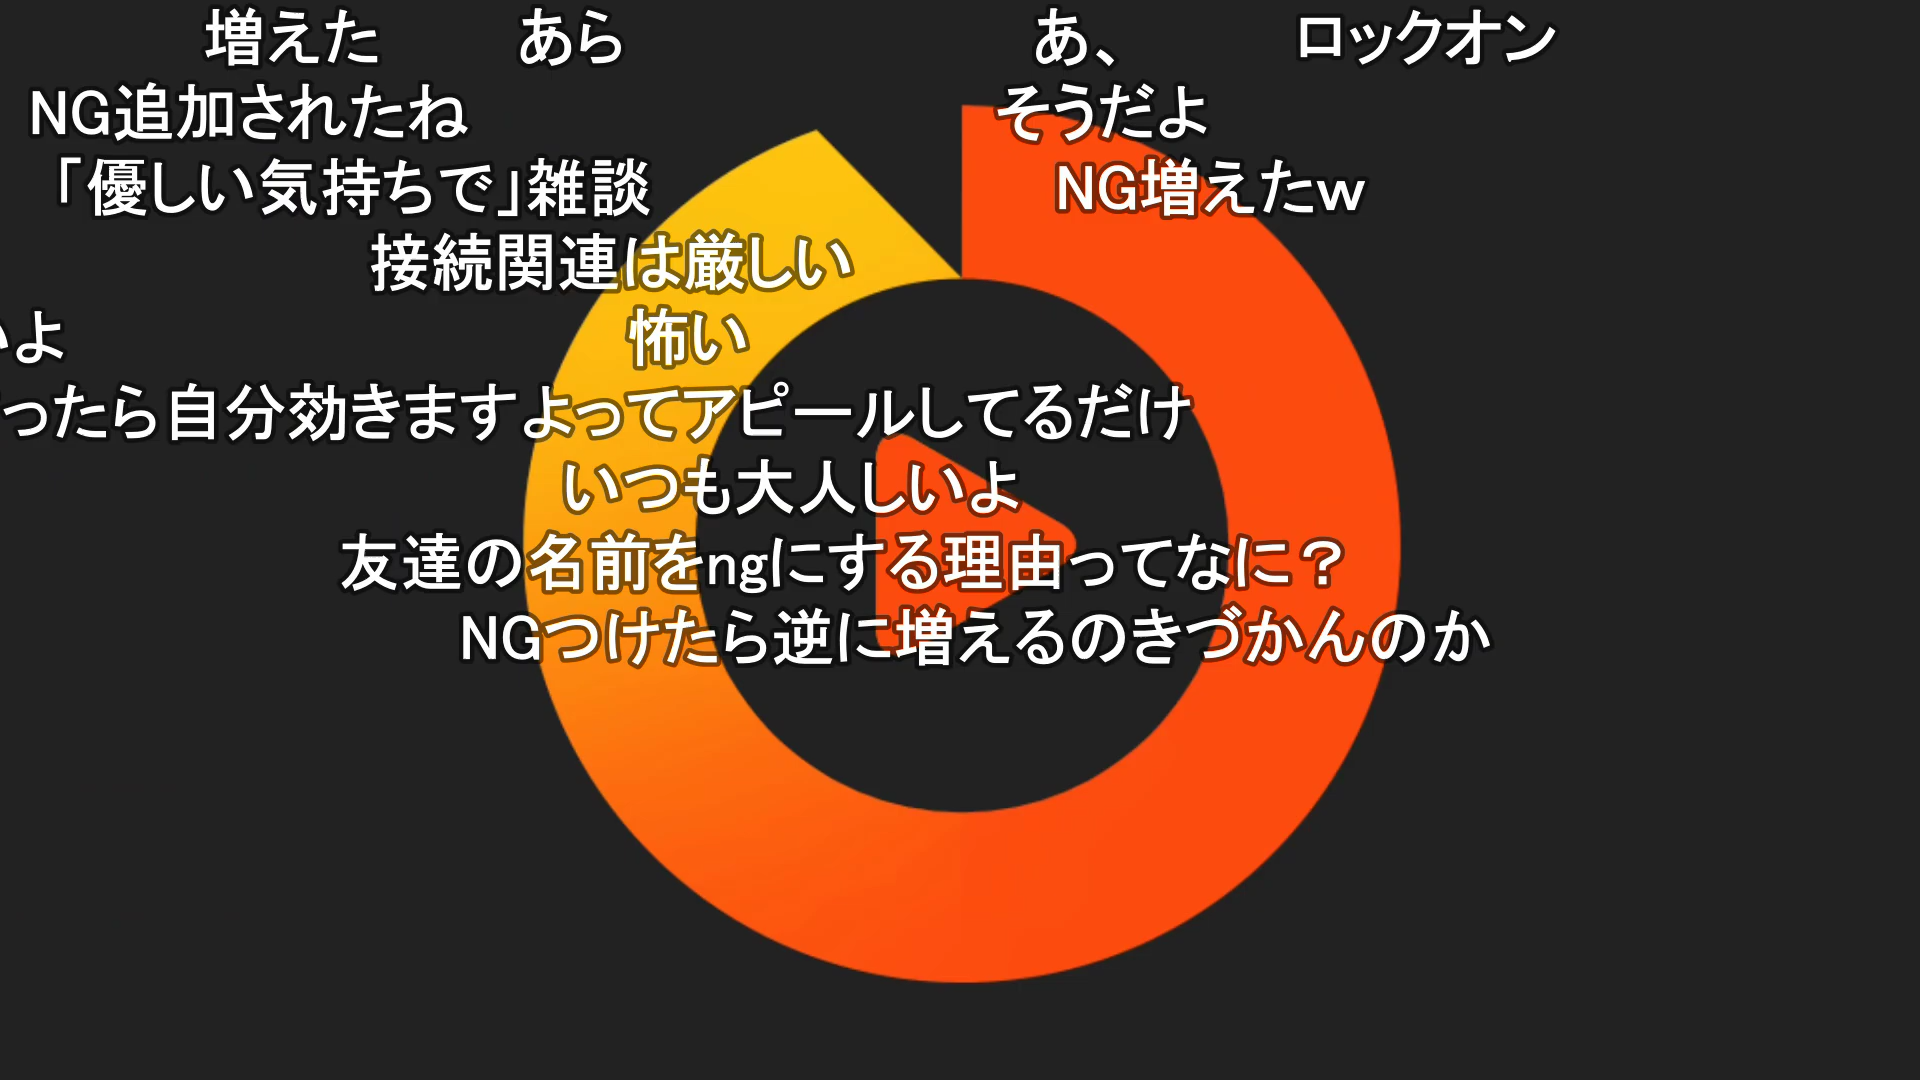 増えた あら あ、 ロックオン
NG追加されたね そうだよ
「優しい気持ちで」雑談 NG増えたw
接続関連は厳しい
いよ 怖い
ったら自分効きますよってアピールしてるだけ
いつも大人しいよ
友達の名前をngにする理由ってなに？
NGつけたら逆に増えるのきづかんのか